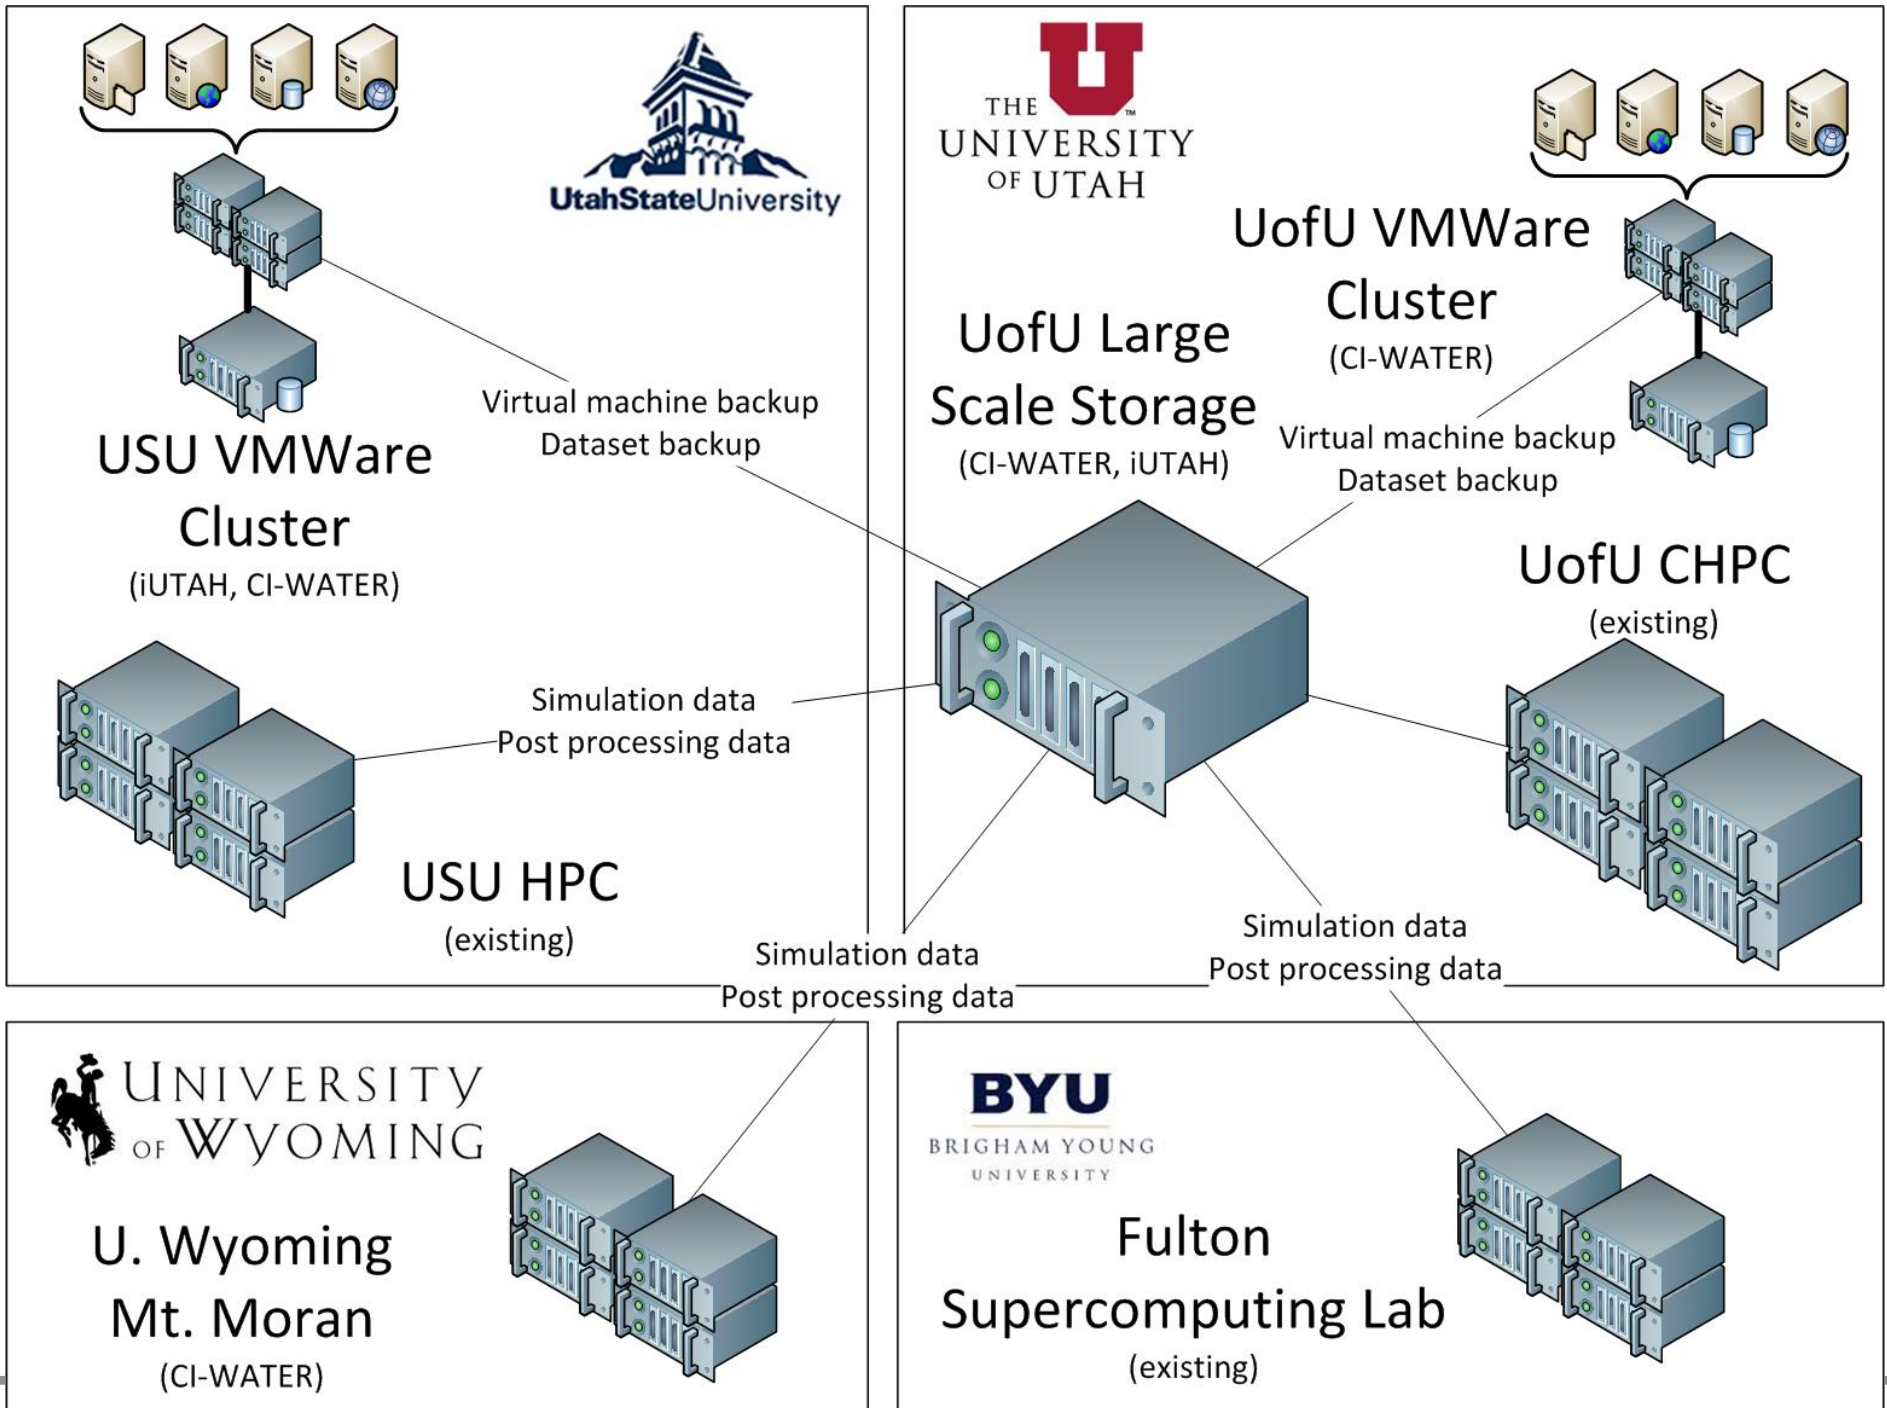 UtahStateUniversity
USU VMWare
Cluster
(iUTAH, CI-WATER)
Virtual machine backup
Dataset backup
Simulation data
Post processing data
USU HPC
(existing)
U
TM
THE
UNIVERSITY
OF UTAH
UofU VMWare
Cluster
(CI-WATER)
UofU Large
Scale Storage
(CI-WATER, iUTAH)
Virtual machine backup
Dataset backup
UofU CHPC
(existing)
Simulation data
Post processing data
Simulation data
Post processing data
UNIVERSITY
OF WYOMING
U. Wyoming
Mt. Moran
(CI-WATER)
BYU
BRIGHAM YOUNG
UNIVERSITY
Fulton
Supercomputing Lab
(existing)